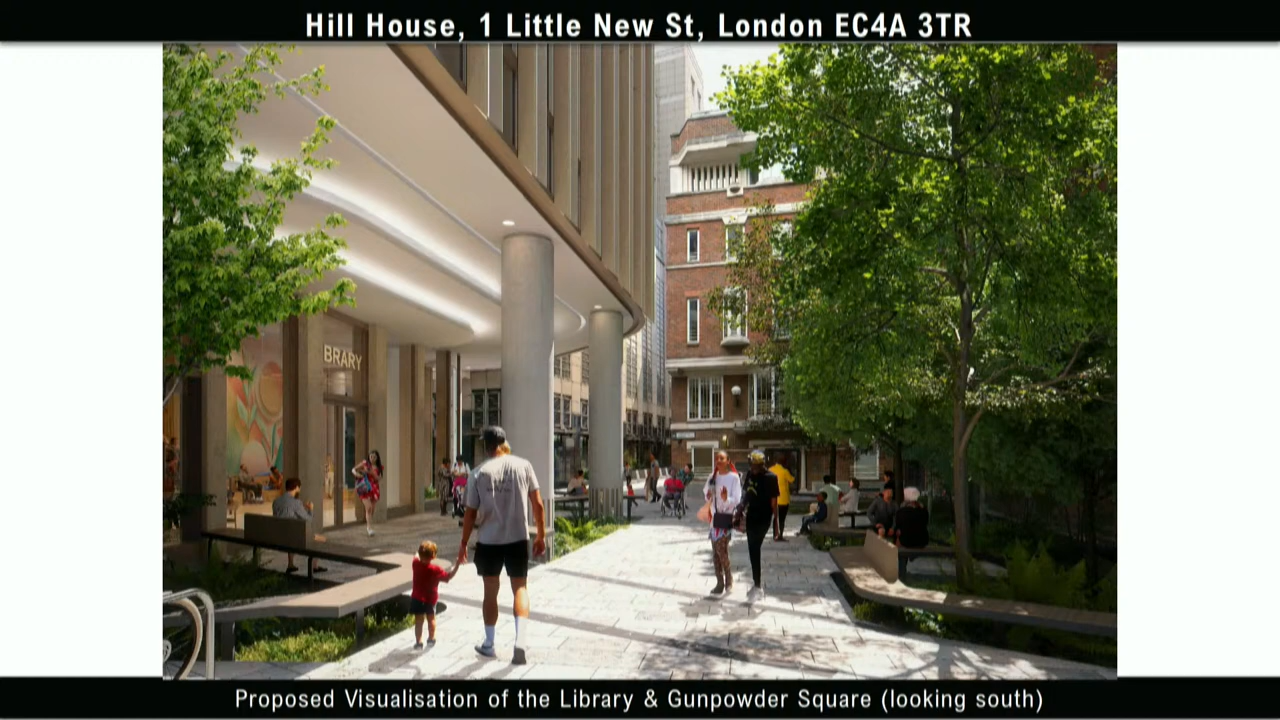 Hill House, 1 Little New St, London EC4A 3TR
BRARY
Proposed Visualisation of the Library & Gunpowder Square (looking south)